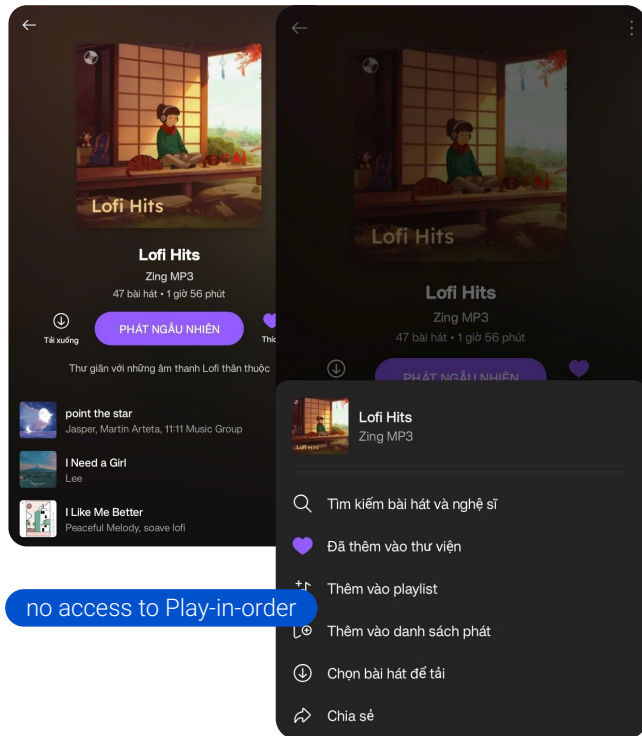 Lofi Hits
Lofi Hits
Zing MP3
47 bài hát • 1 giờ 56 phút
Tải xuống
PHÁT NGẪU NHIÊN
Thíc
Thư giãn với những âm thanh Lofi thân thuộc
point the star
Jasper, Martin Arteta, 11:11 Music Group
I Need a Girl
Lee
I Like Me Better
Peaceful Melody, soave lofi
no access to Play-in-order
Lofi Hits
Lofi Hits
Zing MP3
47 bài hát • 1 giờ 56 phút
PHÁT NGẪU NHIÊN
Lofi Hits
Lofi Hits
Zing MP3
Tìm kiếm bài hát và nghệ sĩ
Đã thêm vào thư viện
Thêm vào playlist
Thêm vào danh sách phát
Chọn bài hát để tải
Chia sẻ